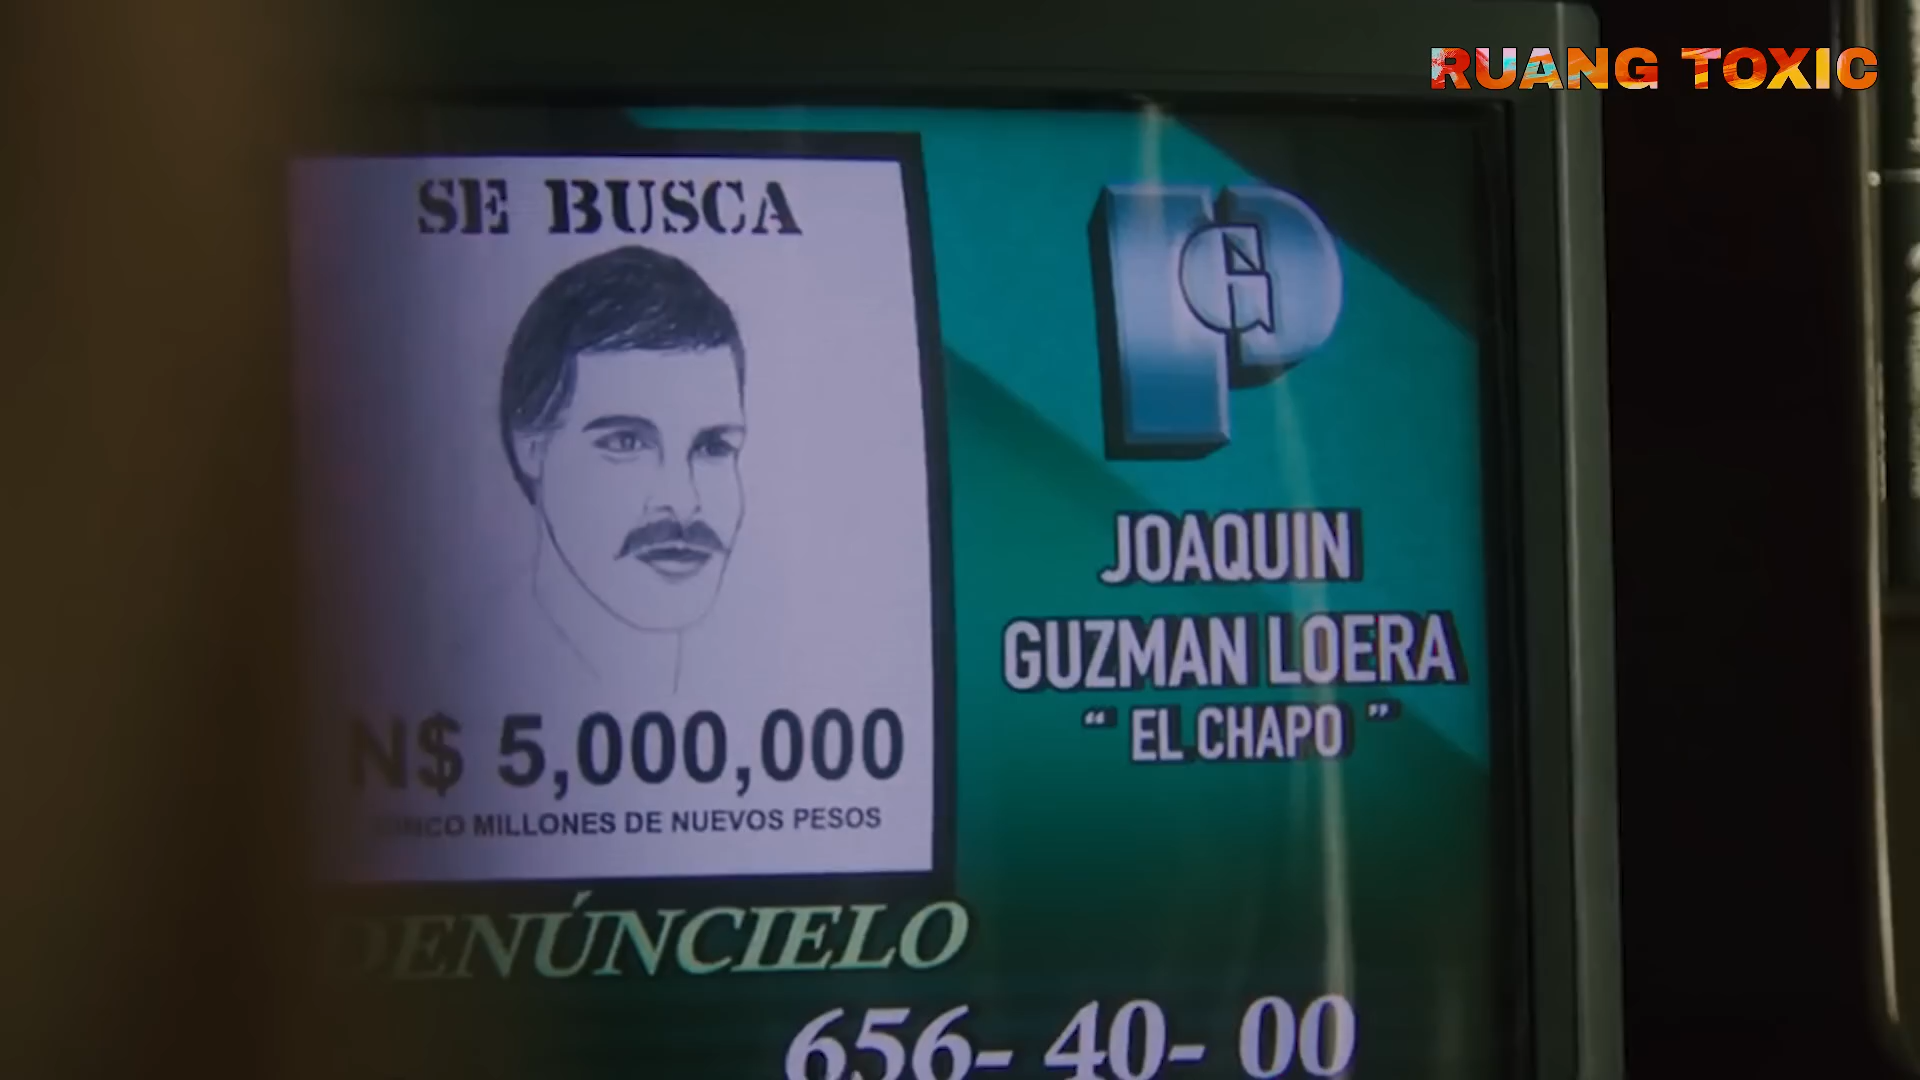 RUANG TOXIC
SE BUSCA
N$ 5,000,000
CINCO MILLONES DE NUEVOS PESOS
JOAQUIN
GUZMAN LOERA
“ EL CHAPO ”
DENÚNCIELO
656- 40- 00